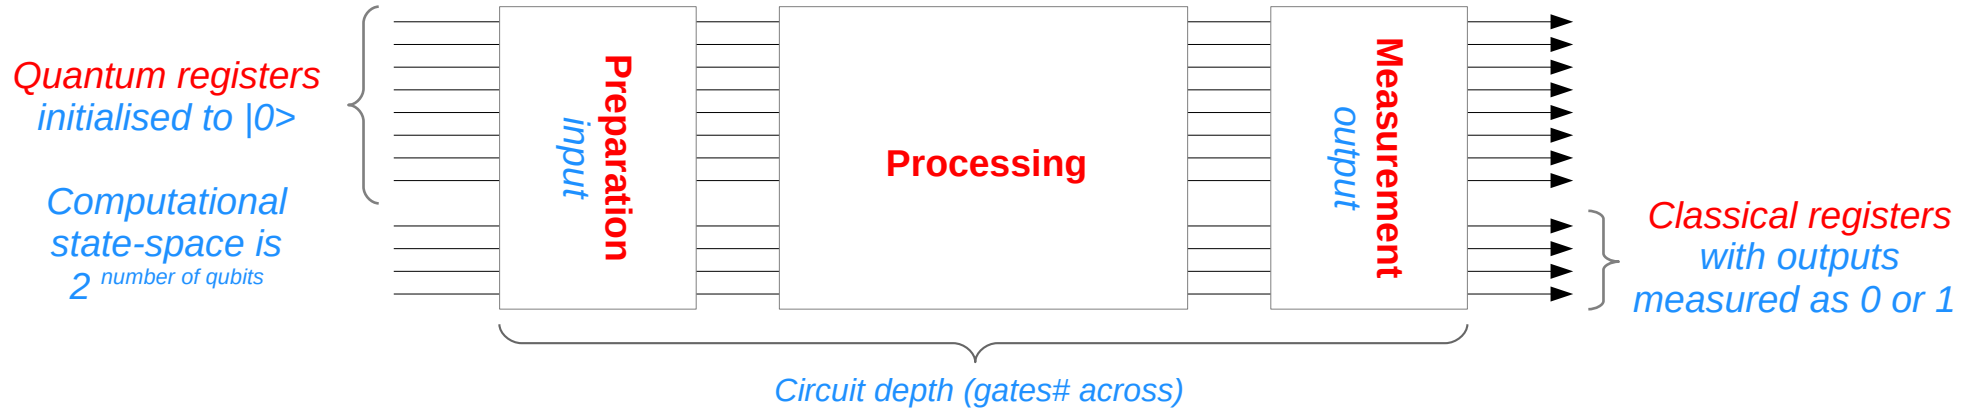 Quantum registers
initialised to |0>
Computational
state-space is
2 number of qubits
Preparation
input
Processing
Measurement
output
Classical registers
with outputs
measured as 0 or 1
Circuit depth (gates# across)